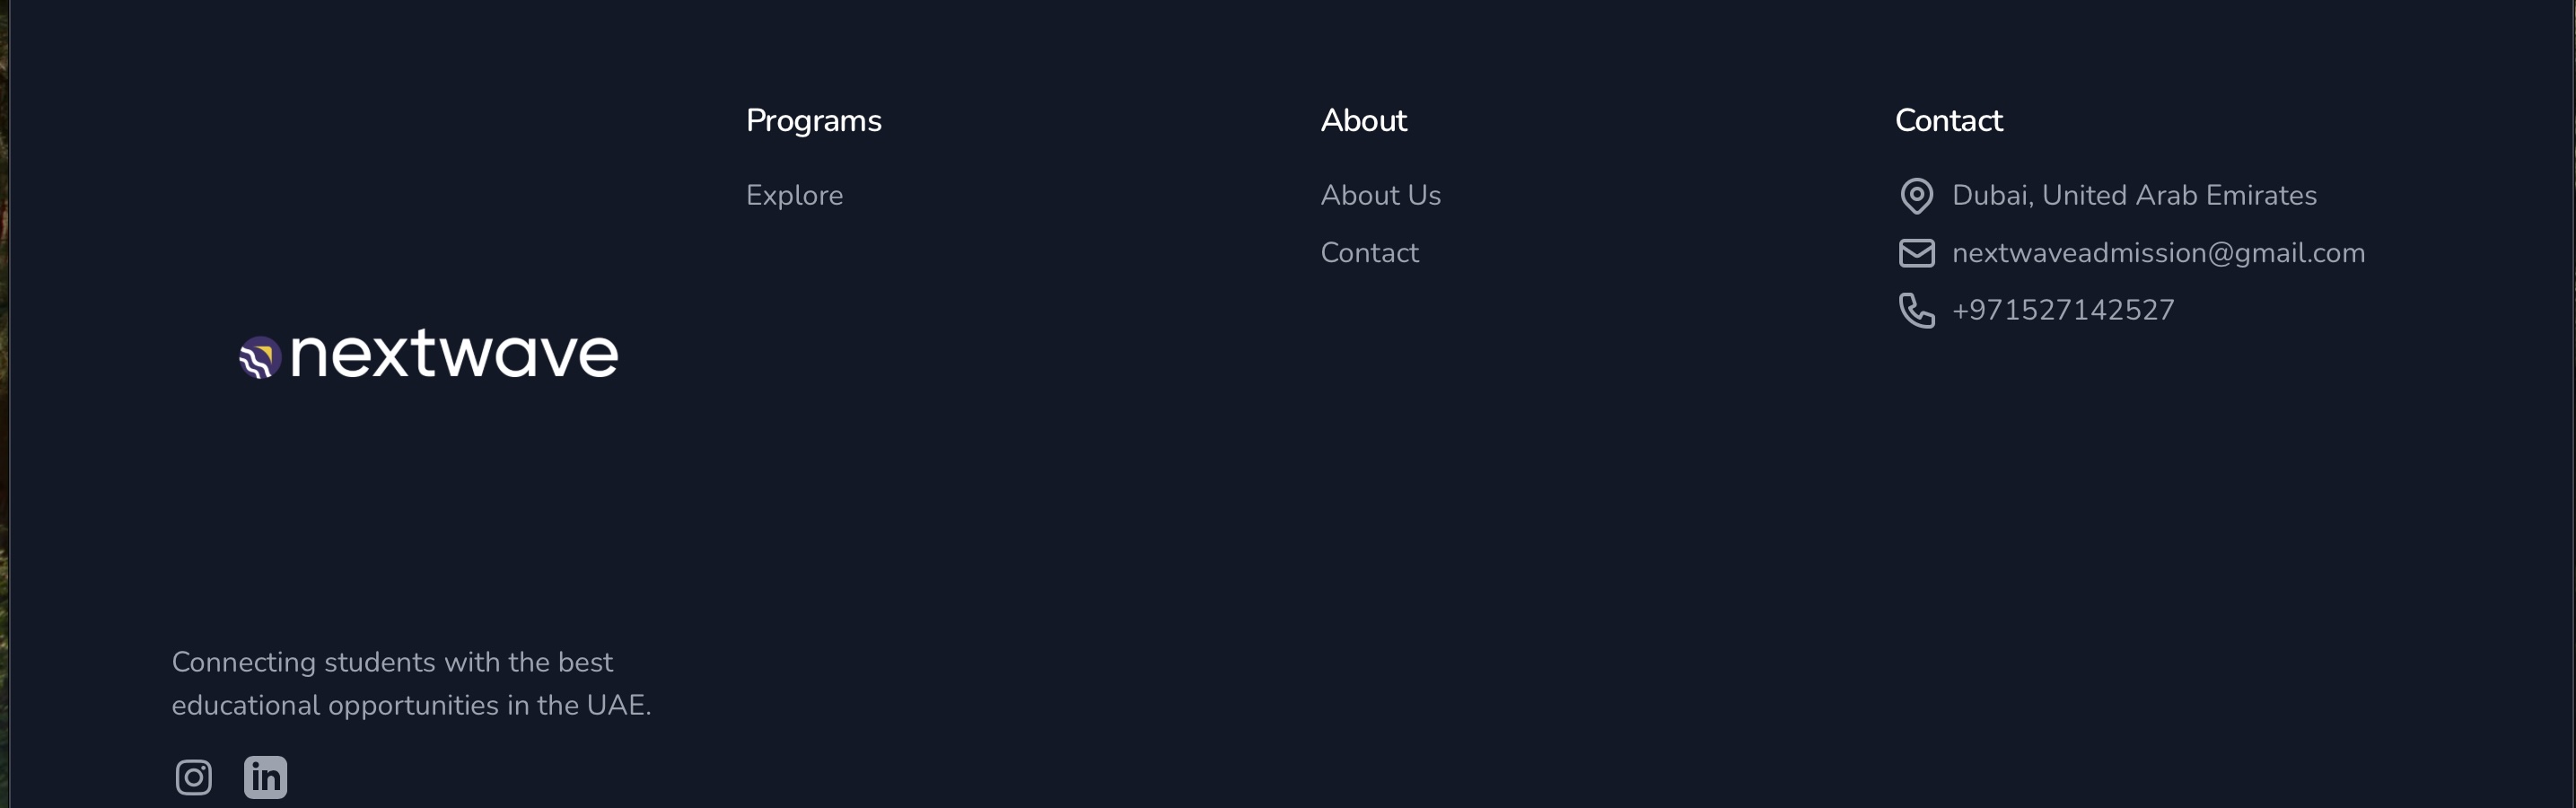 Programs
Explore
About
About Us
Contact
Contact
Dubai, United Arab Emirates
nextwaveadmission@gmail.com
+971527142527
nextwave
Connecting students with the best
educational opportunities in the UAE.
in